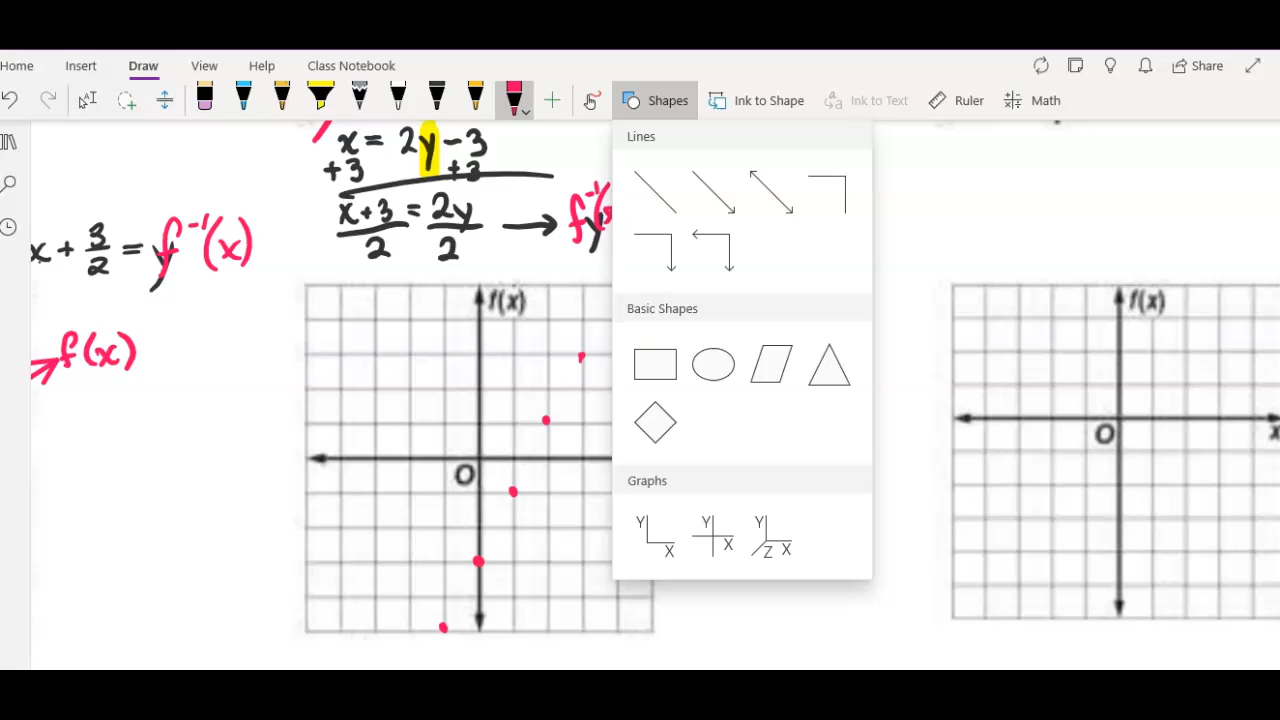 Home Insert Draw View Help Class Notebook Share
Shapes Ink to Shape Ink to Text Ruler Math
Lines
Basic Shapes
Graphs
Y X Y X Y Z X
x = 2y - 3
+3 +3
x+3 = 2y → f⁻¹(x
2 2 y
x + 3/2 = y f⁻¹(x)
f(x)
f(x)
O
f(x)
O
x